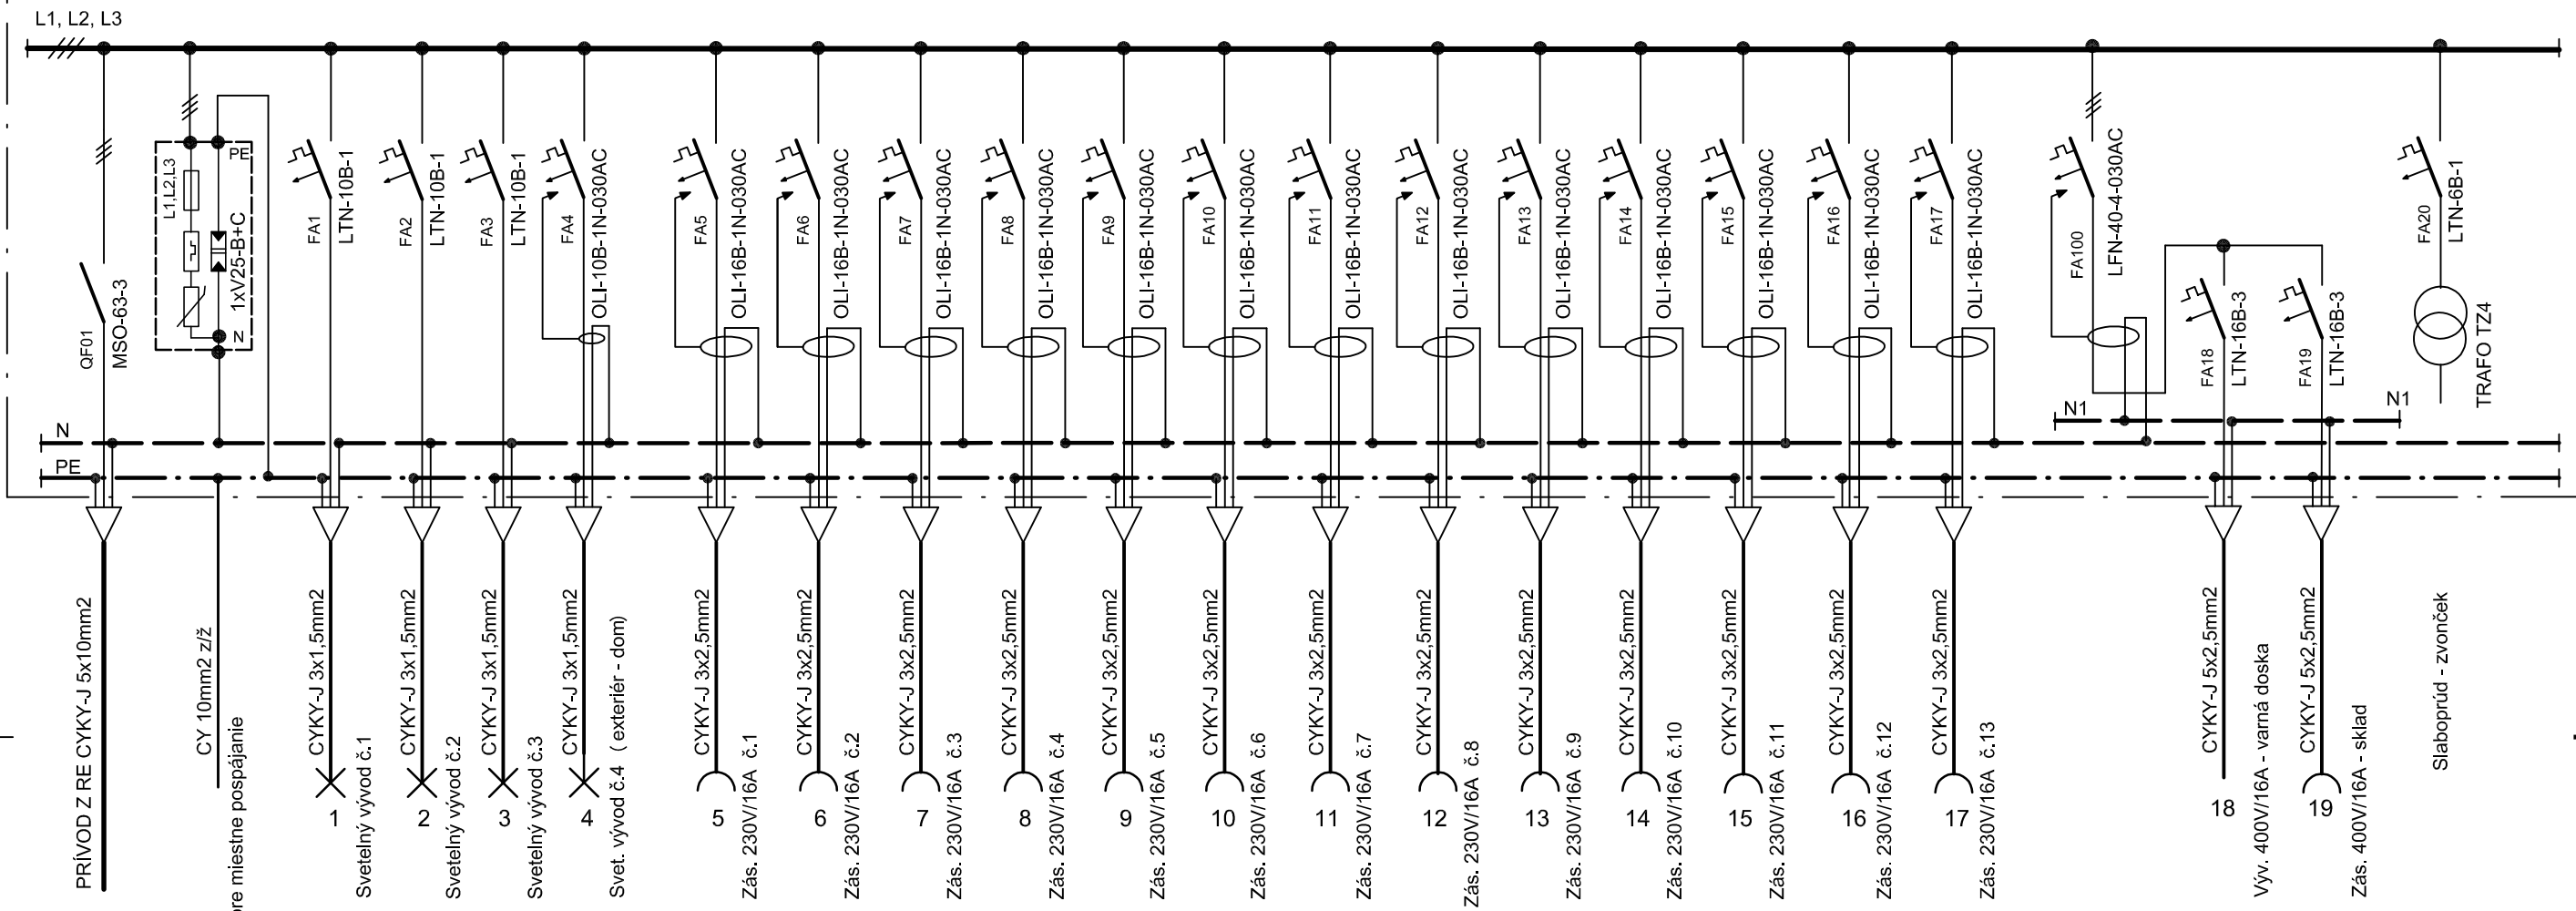 L1, L2, L3
QF01
MSO-63-3
L1,L2,L3
PE
1xV25-B+C
N
FA1
LTN-10B-1
FA2
LTN-10B-1
FA3
LTN-10B-1
FA4
OLI-10B-1N-030AC
FA5
OLI-16B-1N-030AC
FA6
OLI-16B-1N-030AC
FA7
OLI-16B-1N-030AC
FA8
OLI-16B-1N-030AC
FA9
OLI-16B-1N-030AC
FA10
OLI-16B-1N-030AC
FA11
OLI-16B-1N-030AC
FA12
OLI-16B-1N-030AC
FA13
OLI-16B-1N-030AC
FA14
OLI-16B-1N-030AC
FA15
OLI-16B-1N-030AC
FA16
OLI-16B-1N-030AC
FA17
OLI-16B-1N-030AC
FA100
LFN-40-4-030AC
FA18
LTN-16B-3
FA19
LTN-16B-3
FA20
LTN-6B-1
TRAFO TZ4
N1
N1
N
PE
PRÍVOD Z RE CYKY-J 5x10mm2
CY 10mm2 z/ž
pre miestne pospájanie
CYKY-J 3x1,5mm2
1
Svetelný vývod č.1
CYKY-J 3x1,5mm2
2
Svetelný vývod č.2
CYKY-J 3x1,5mm2
3
Svetelný vývod č.3
CYKY-J 3x1,5mm2
4
Svet. vývod č.4 ( exteriér - dom)
CYKY-J 3x2,5mm2
5
Zás. 230V/16A č.1
CYKY-J 3x2,5mm2
6
Zás. 230V/16A č.2
CYKY-J 3x2,5mm2
7
Zás. 230V/16A č.3
CYKY-J 3x2,5mm2
8
Zás. 230V/16A č.4
CYKY-J 3x2,5mm2
9
Zás. 230V/16A č.5
CYKY-J 3x2,5mm2
10
Zás. 230V/16A č.6
CYKY-J 3x2,5mm2
11
Zás. 230V/16A č.7
CYKY-J 3x2,5mm2
12
Zás. 230V/16A č.8
CYKY-J 3x2,5mm2
13
Zás. 230V/16A č.9
CYKY-J 3x2,5mm2
14
Zás. 230V/16A č.10
CYKY-J 3x2,5mm2
15
Zás. 230V/16A č.11
CYKY-J 3x2,5mm2
16
Zás. 230V/16A č.12
CYKY-J 3x2,5mm2
17
Zás. 230V/16A č.13
CYKY-J 5x2,5mm2
18
Výv. 400V/16A - varná doska
CYKY-J 5x2,5mm2
19
Zás. 400V/16A - sklad
Slaboprúd - zvonček